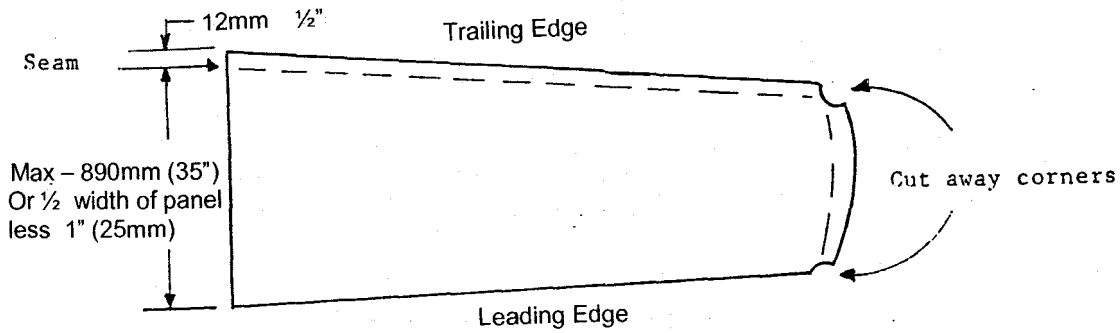 12mm ½"
Trailing Edge
Seam
Max – 890mm (35")
Or ½ width of panel
less 1" (25mm)
Cut away corners
Leading Edge